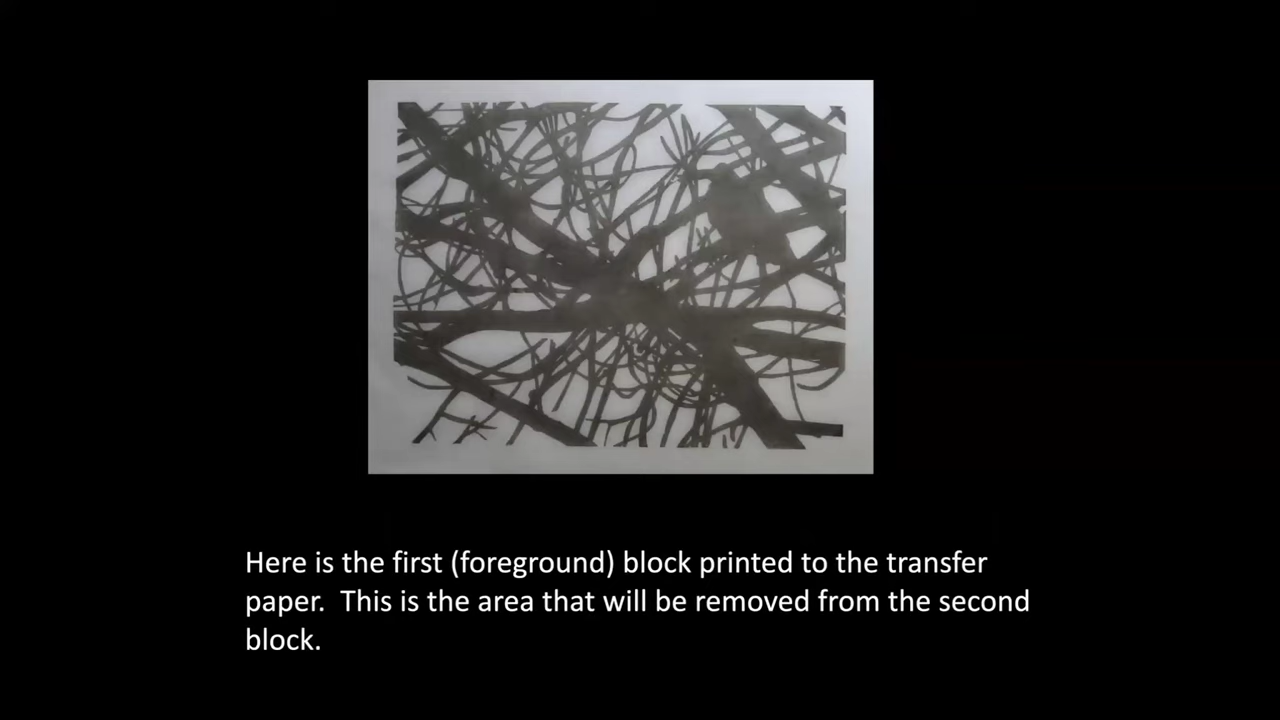 Here is the first (foreground) block printed to the transfer
paper.  This is the area that will be removed from the second
block.